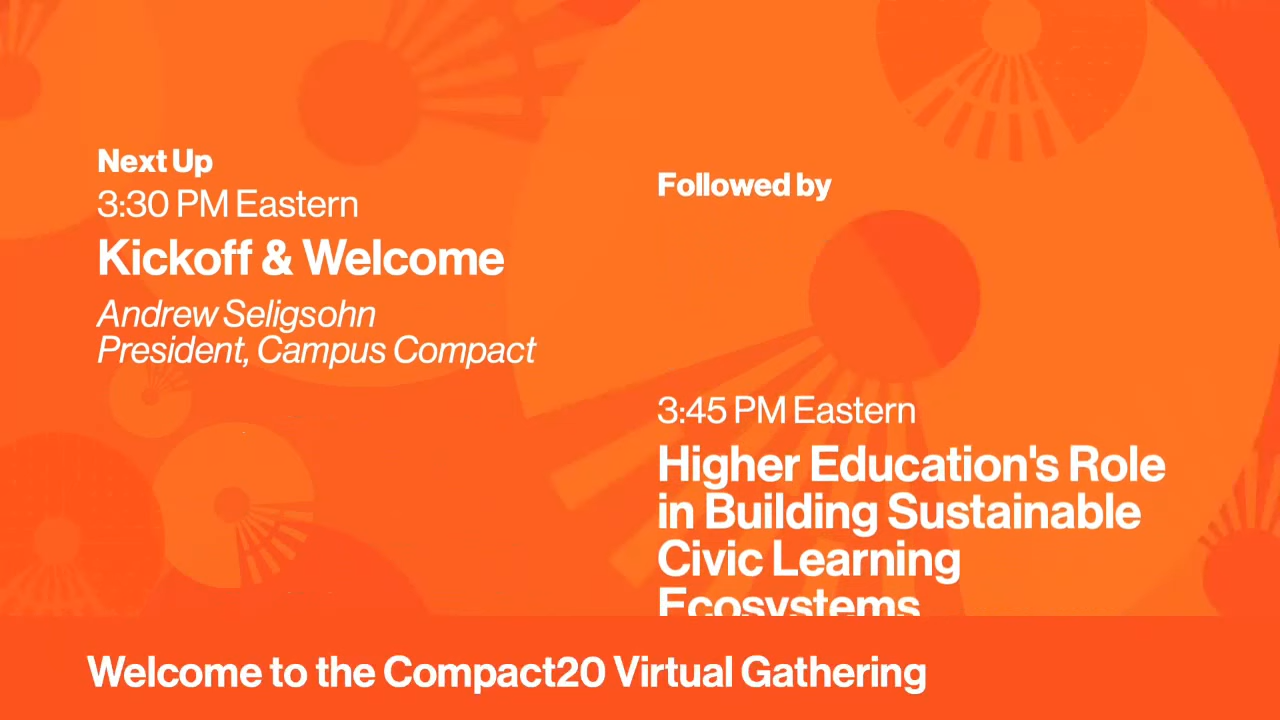 Next Up
3:30 PM Eastern
Kickoff & Welcome
Andrew Seligsohn
President, Campus Compact
Followed by
3:45 PM Eastern
Higher Education's Role
in Building Sustainable
Civic Learning
Ecosystems
Welcome to the Compact20 Virtual Gathering